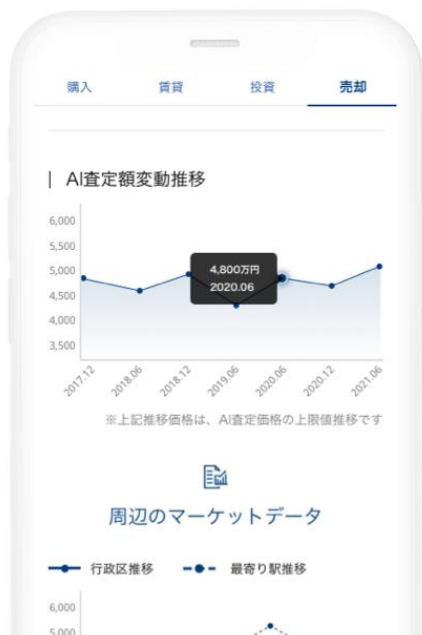 購入
賃貸
投資
売却
| AI査定額変動推移
6,000
5,500
5,000
4,500
4,000
3,500
4,800万円
2020.06
2017.12
2018.06
2018.12
2019.06
2020.06
2020.12
2021.06
※上記推移価格は、AI査定価格の上限値推移です
周辺のマーケットデータ
行政区推移
最寄り駅推移
6,000
5,000